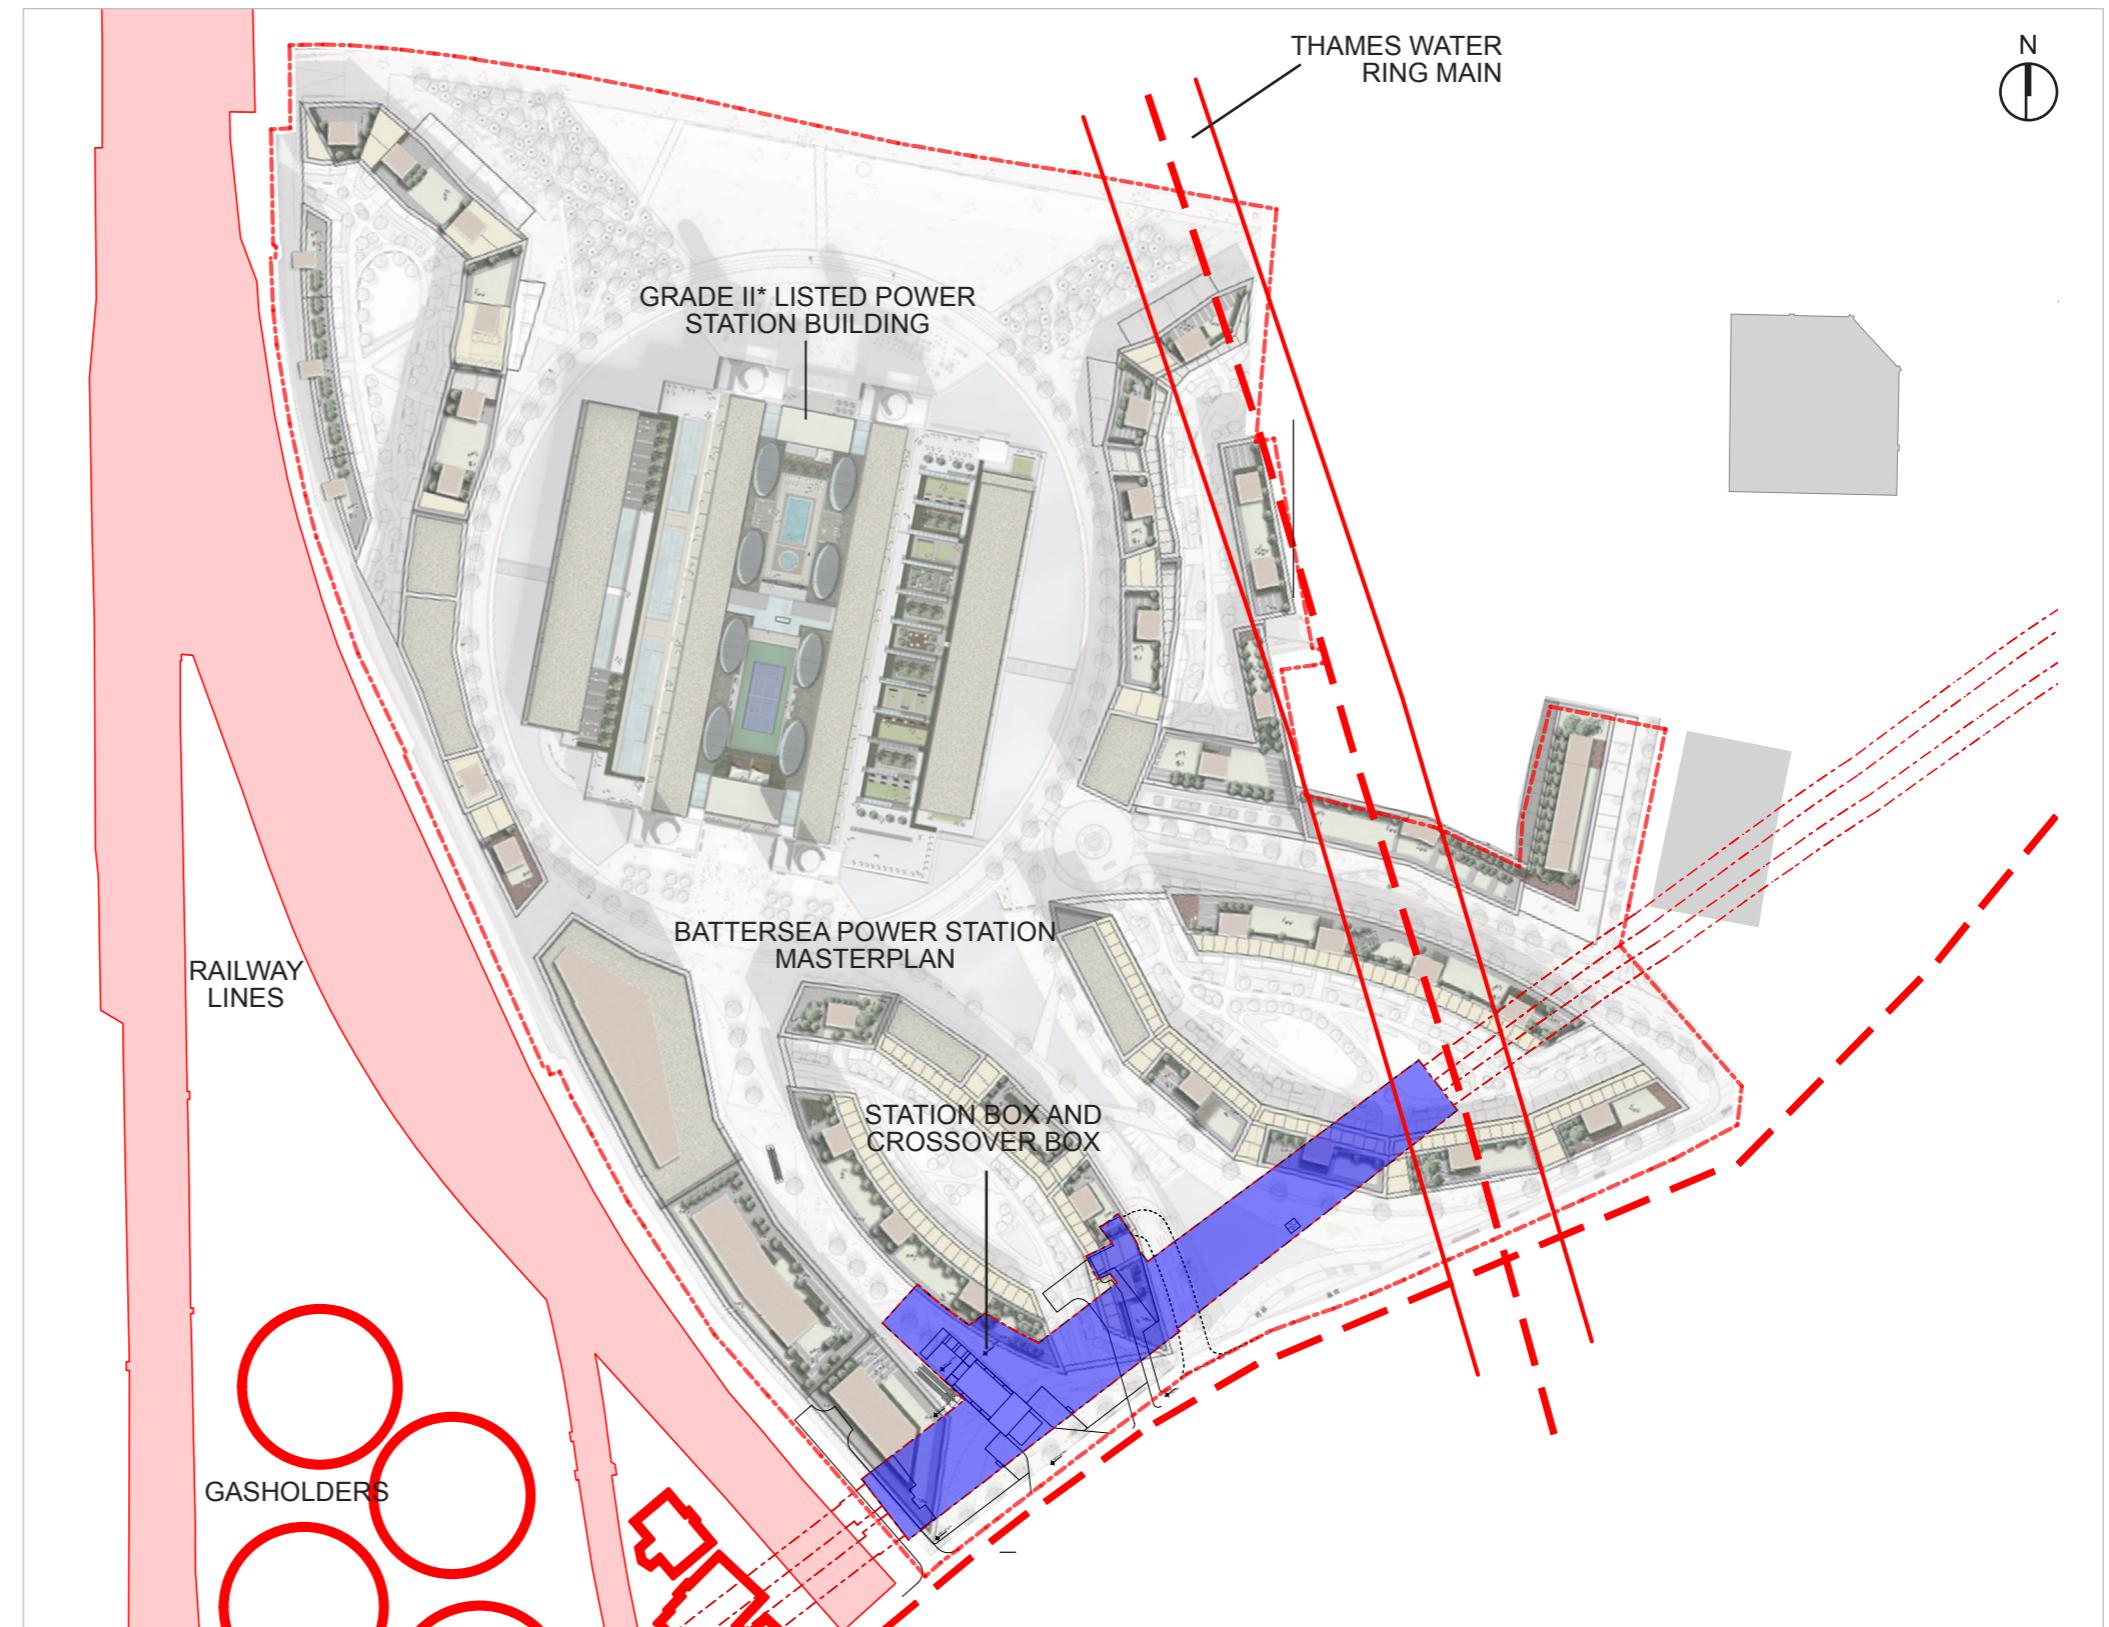 THAMES WATER
RING MAIN
N
GRADE II* LISTED POWER
STATION BUILDING
BATTERSEA POWER STATION
MASTERPLAN
RAILWAY
LINES
STATION BOX AND
CROSSOVER BOX
GASHOLDERS